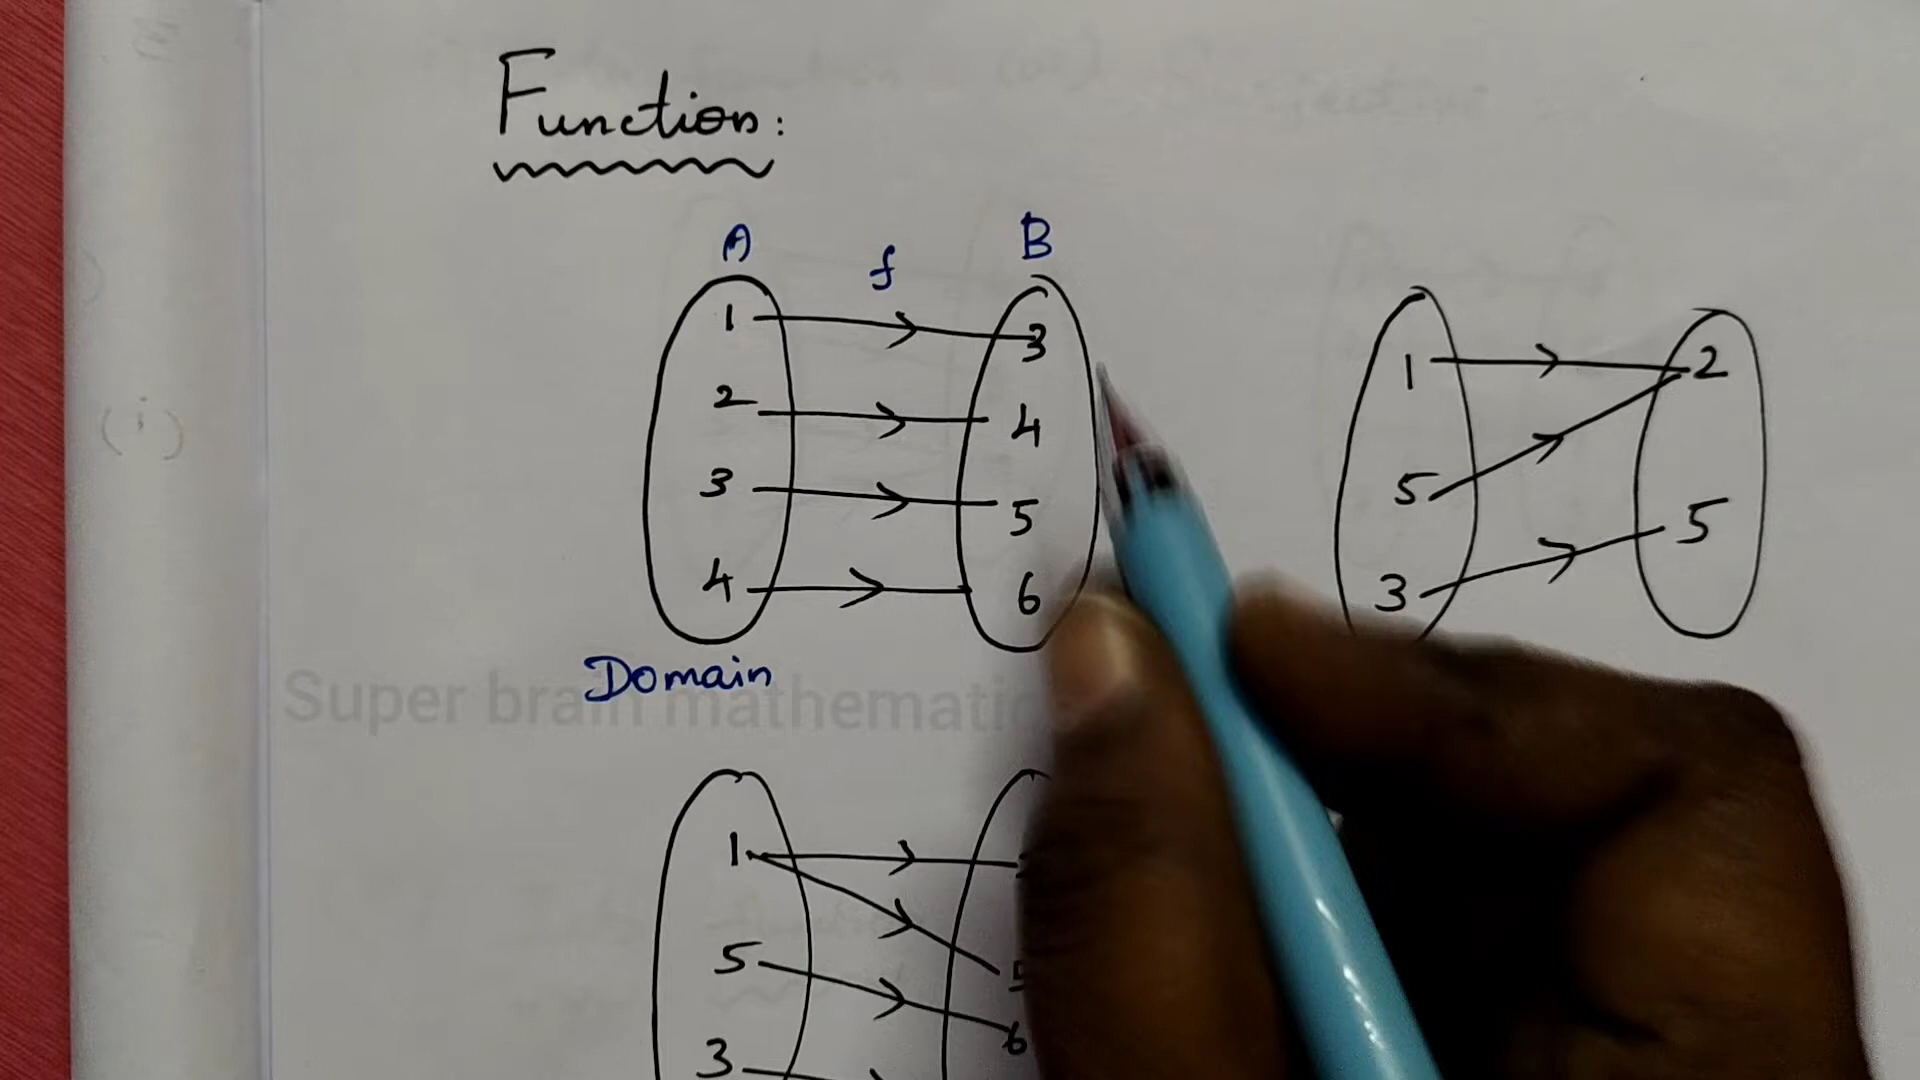 Function:
A f B
1 3
2 4
3 5
4 6
Domain
1 2
5 5
3
Super brain mathematic
1
5 5
6
3
(i)